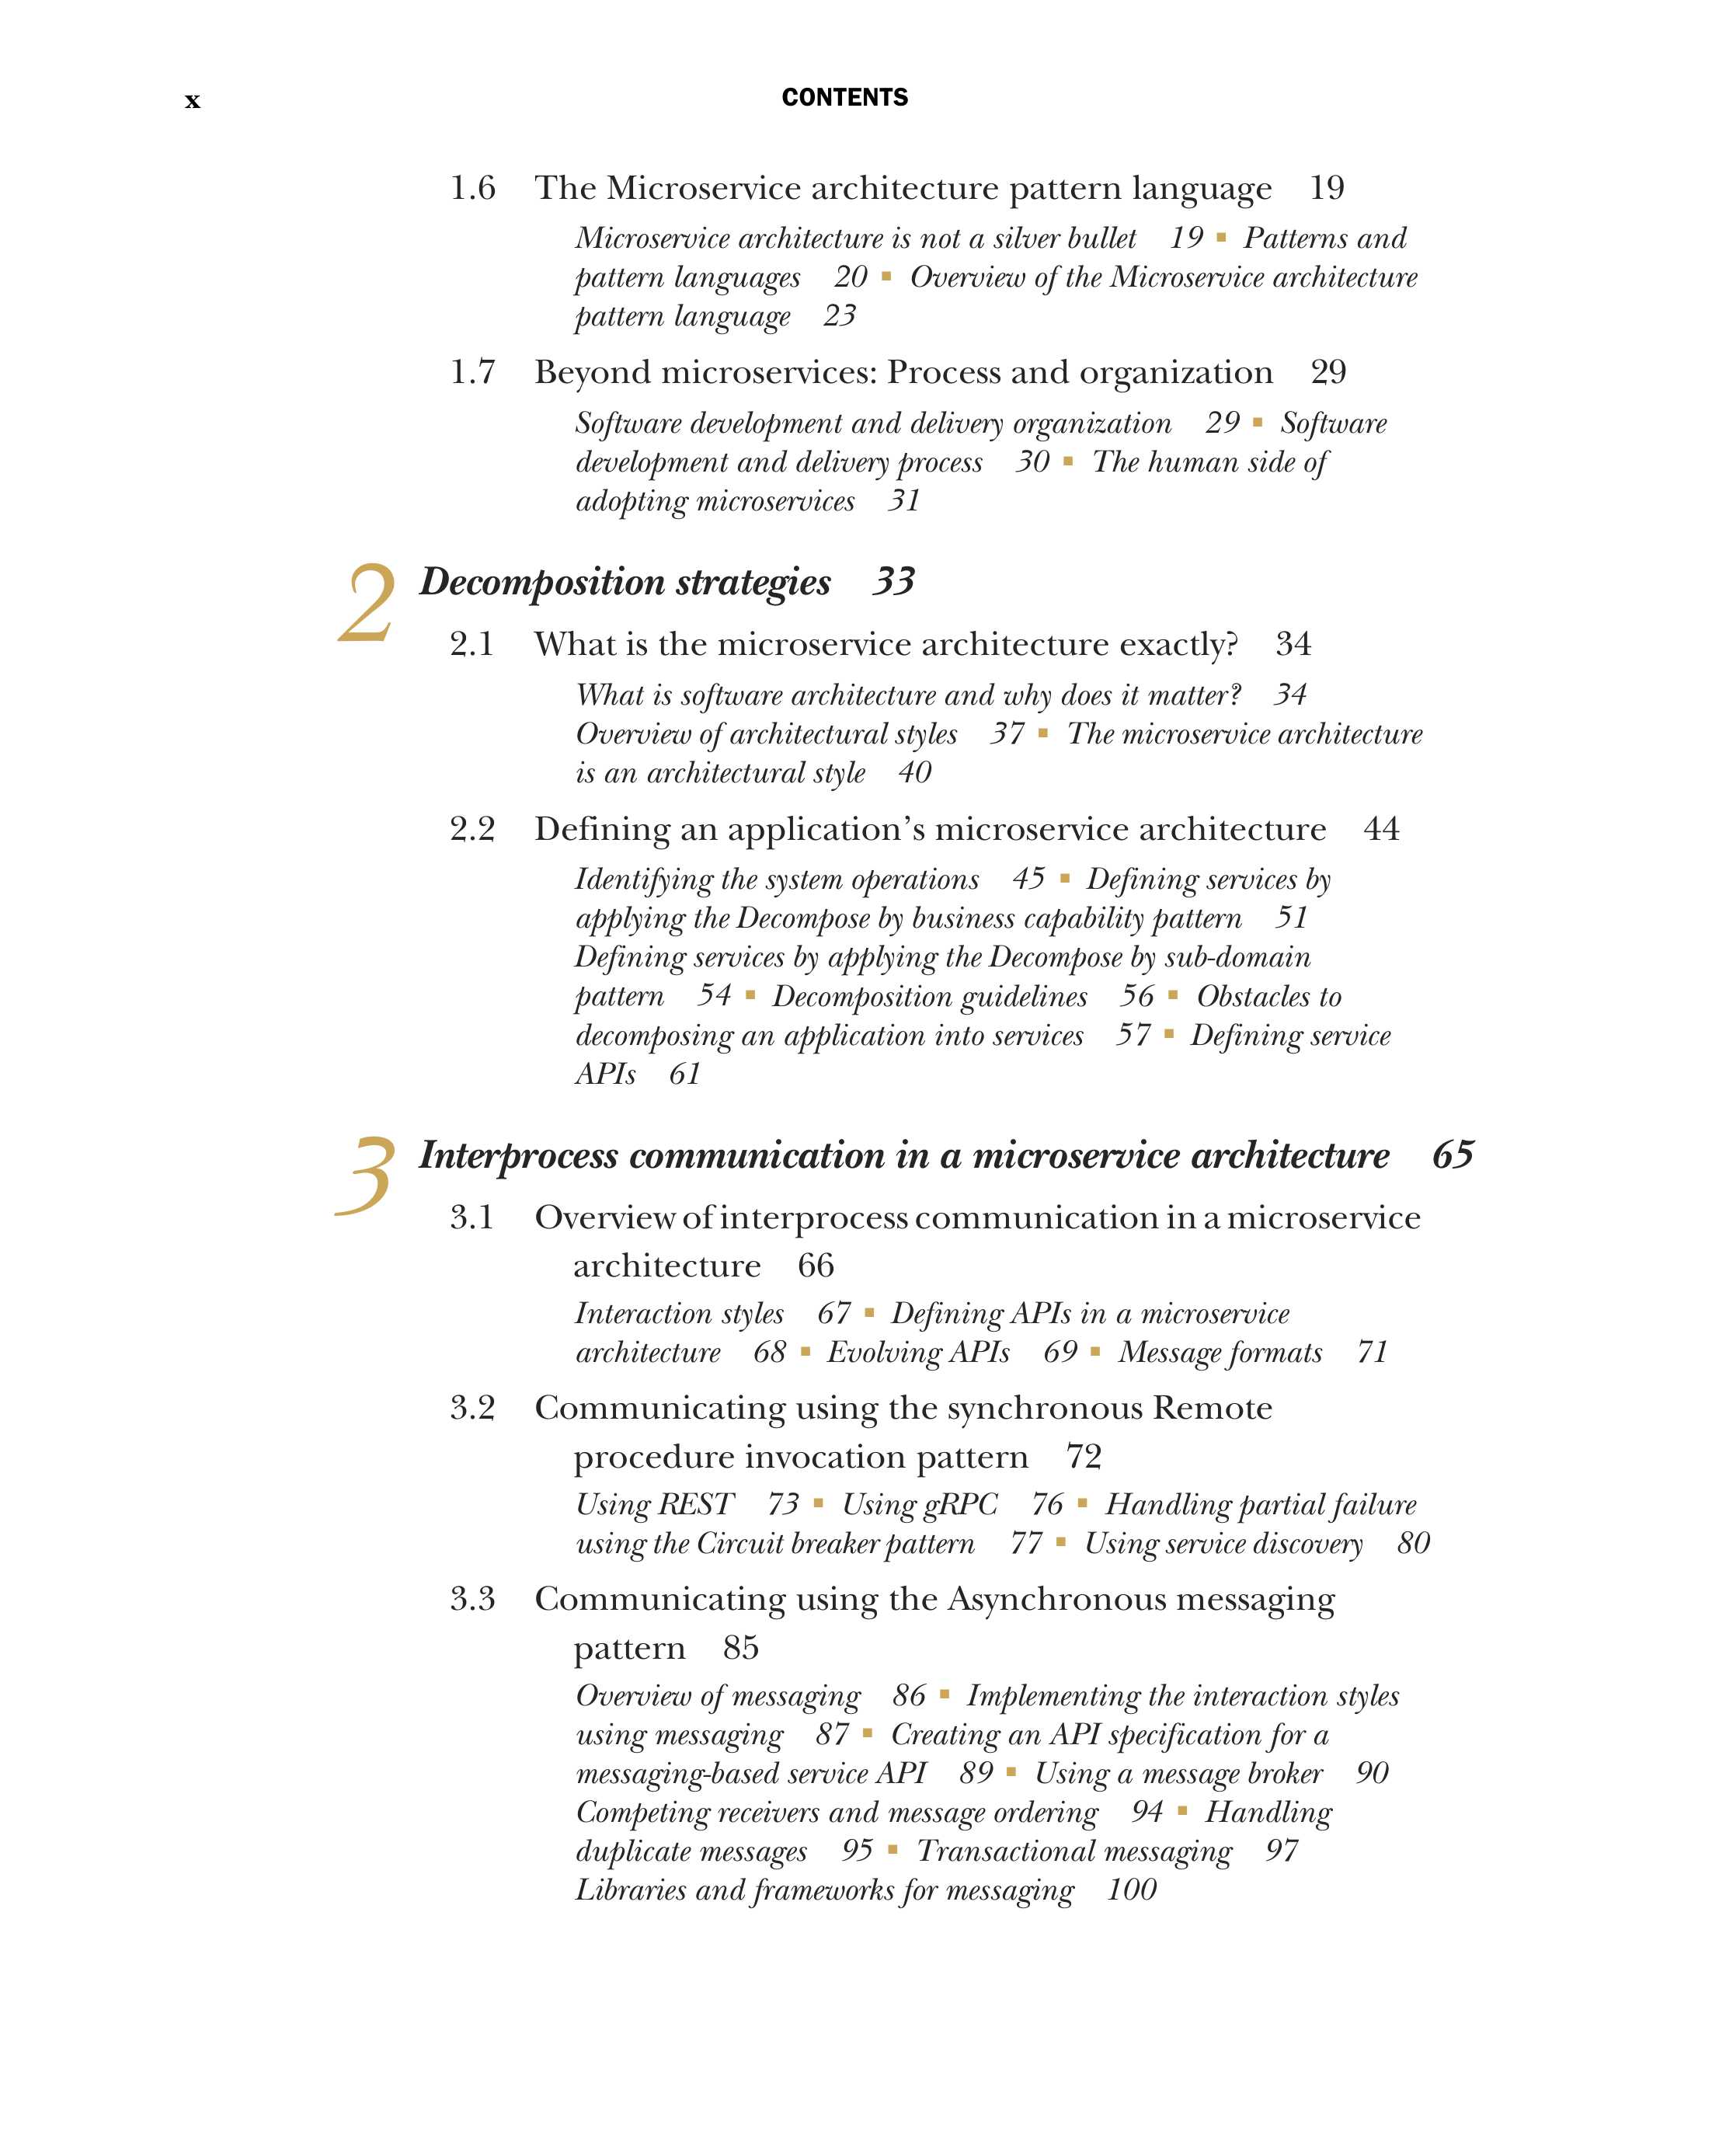 x CONTENTS
1.6 The Microservice architecture pattern language 19
Microservice architecture is not a silver bullet 19 ■ Patterns and
pattern languages 20 ■ Overview of the Microservice architecture
pattern language 23
1.7 Beyond microservices: Process and organization 29
Software development and delivery organization 29 ■ Software
development and delivery process 30 ■ The human side of
adopting microservices 31
2 Decomposition strategies 33
2.1 What is the microservice architecture exactly? 34
What is software architecture and why does it matter? 34
Overview of architectural styles 37 ■ The microservice architecture
is an architectural style 40
2.2 Defining an application’s microservice architecture 44
Identifying the system operations 45 ■ Defining services by
applying the Decompose by business capability pattern 51
Defining services by applying the Decompose by sub-domain
pattern 54 ■ Decomposition guidelines 56 ■ Obstacles to
decomposing an application into services 57 ■ Defining service
APIs 61
3 Interprocess communication in a microservice architecture 65
3.1 Overview of interprocess communication in a microservice
architecture 66
Interaction styles 67 ■ Defining APIs in a microservice
architecture 68 ■ Evolving APIs 69 ■ Message formats 71
3.2 Communicating using the synchronous Remote
procedure invocation pattern 72
Using REST 73 ■ Using gRPC 76 ■ Handling partial failure
using the Circuit breaker pattern 77 ■ Using service discovery 80
3.3 Communicating using the Asynchronous messaging
pattern 85
Overview of messaging 86 ■ Implementing the interaction styles
using messaging 87 ■ Creating an API specification for a
messaging-based service API 89 ■ Using a message broker 90
Competing receivers and message ordering 94 ■ Handling
duplicate messages 95 ■ Transactional messaging 97
Libraries and frameworks for messaging 100